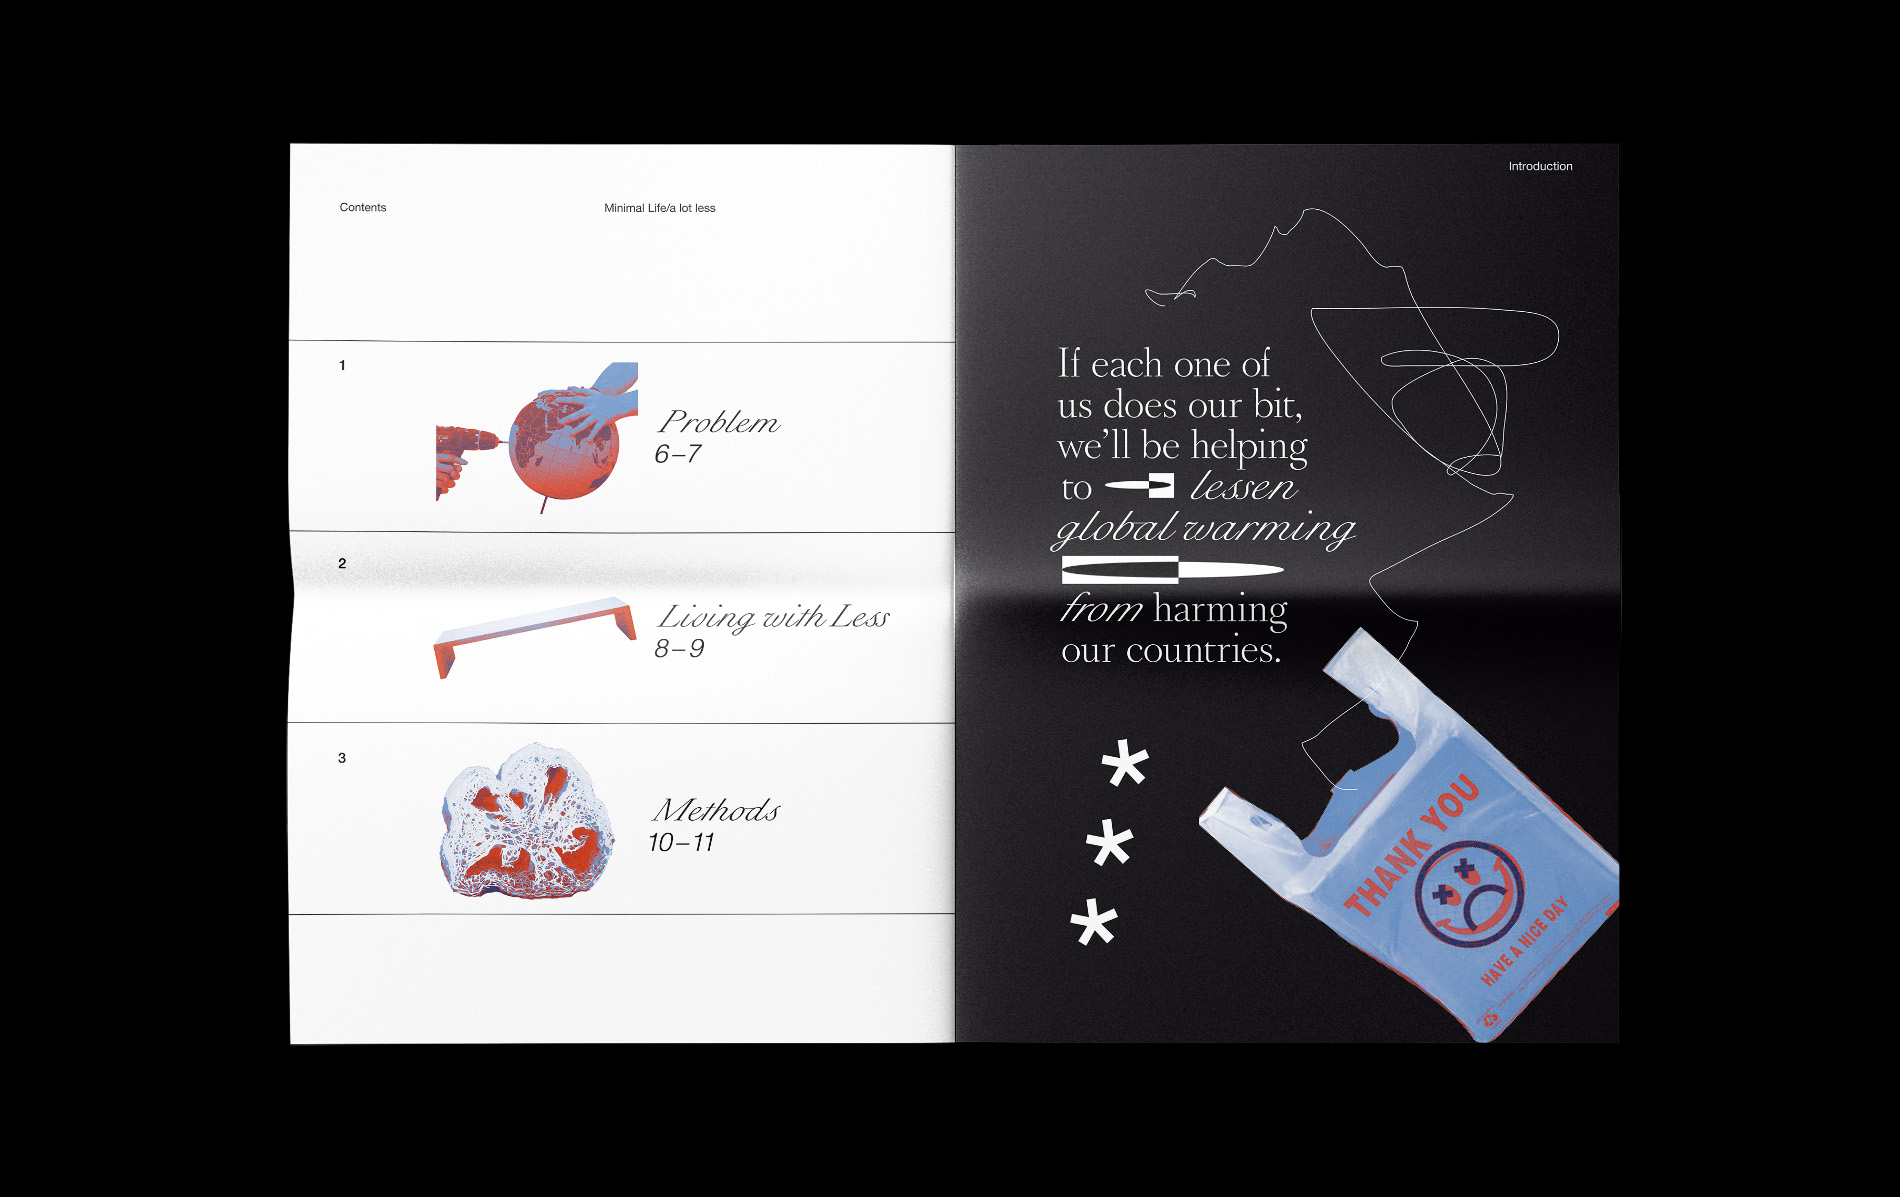 Contents
Minimal Life/a lot less
1
Problem
6–7
2
Living with Less
8–9
3
Methods
10–11
Introduction
If each one of
us does our bit,
we’ll be helping
to lessen
global warming
from harming
our countries.
* 
*
*
THANK YOU
HAVE A NICE DAY